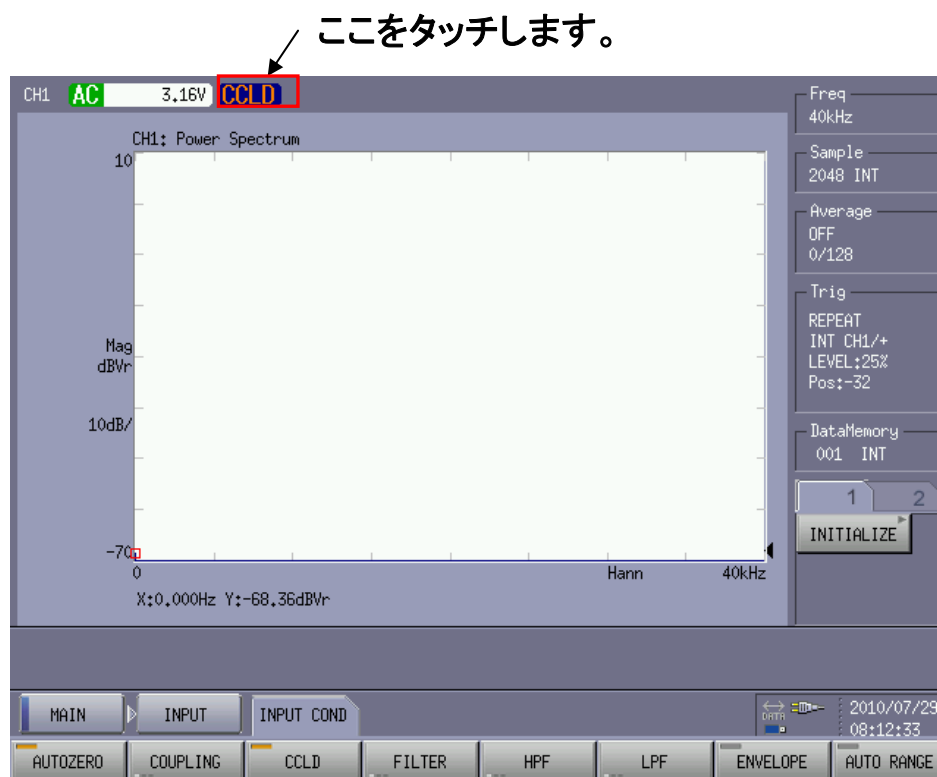 ここをタッチします。
CH1 AC 3.16V CCLD
CH1: Power Spectrum
10
Mag
dBVr
10dB/
-70
0 Hann 40kHz
X:0.000Hz Y:-68.36dBVr
Freq
40kHz
Sample
2048 INT
Average
OFF
0/128
Trig
REPEAT
INT CH1/+
LEVEL:25%
Pos:-32
DataMemory
001 INT
1 2
INITIALIZE
MAIN INPUT INPUT COND
DATA
2010/07/29
08:12:33
AUTOZERO COUPLING CCLD FILTER HPF LPF ENVELOPE AUTO RANGE